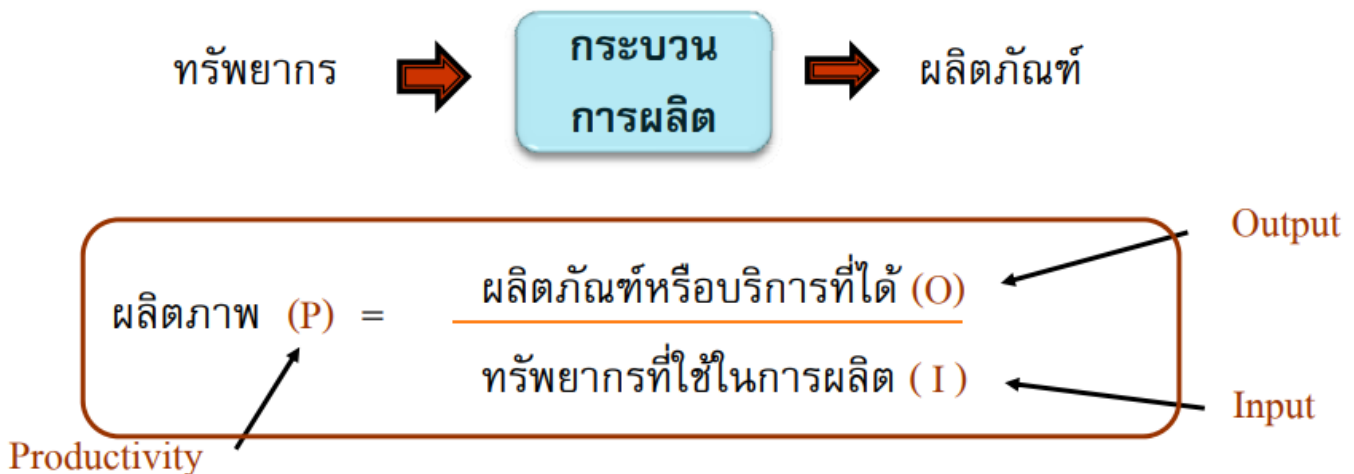 ทรัพยากร
กระบวน
การผลิต
ผลิตภัณฑ์
Output
ผลิตภัณฑ์หรือบริการที่ได้ (O)
ผลิตภาพ (P) =
ทรัพยากรที่ใช้ในการผลิต ( I )
Input
Productivity